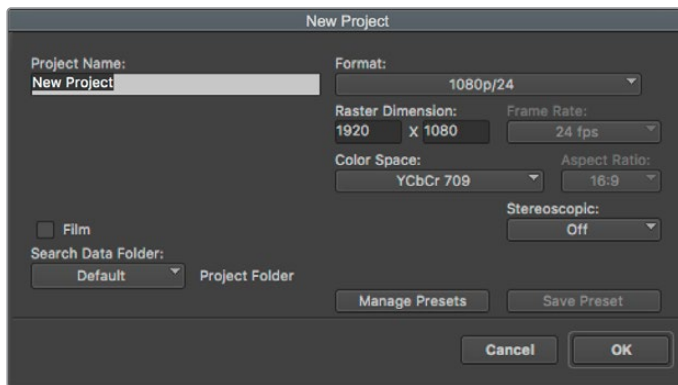 New Project
Project Name:
New Project
Format:
1080p/24
Raster Dimension:
Frame Rate:
1920 x 1080
24 fps
Color Space:
Aspect Ratio:
YCbCr 709
16:9
Stereoscopic:
Off
Film
Search Data Folder:
Default
Project Folder
Manage Presets
Save Preset
Cancel
OK